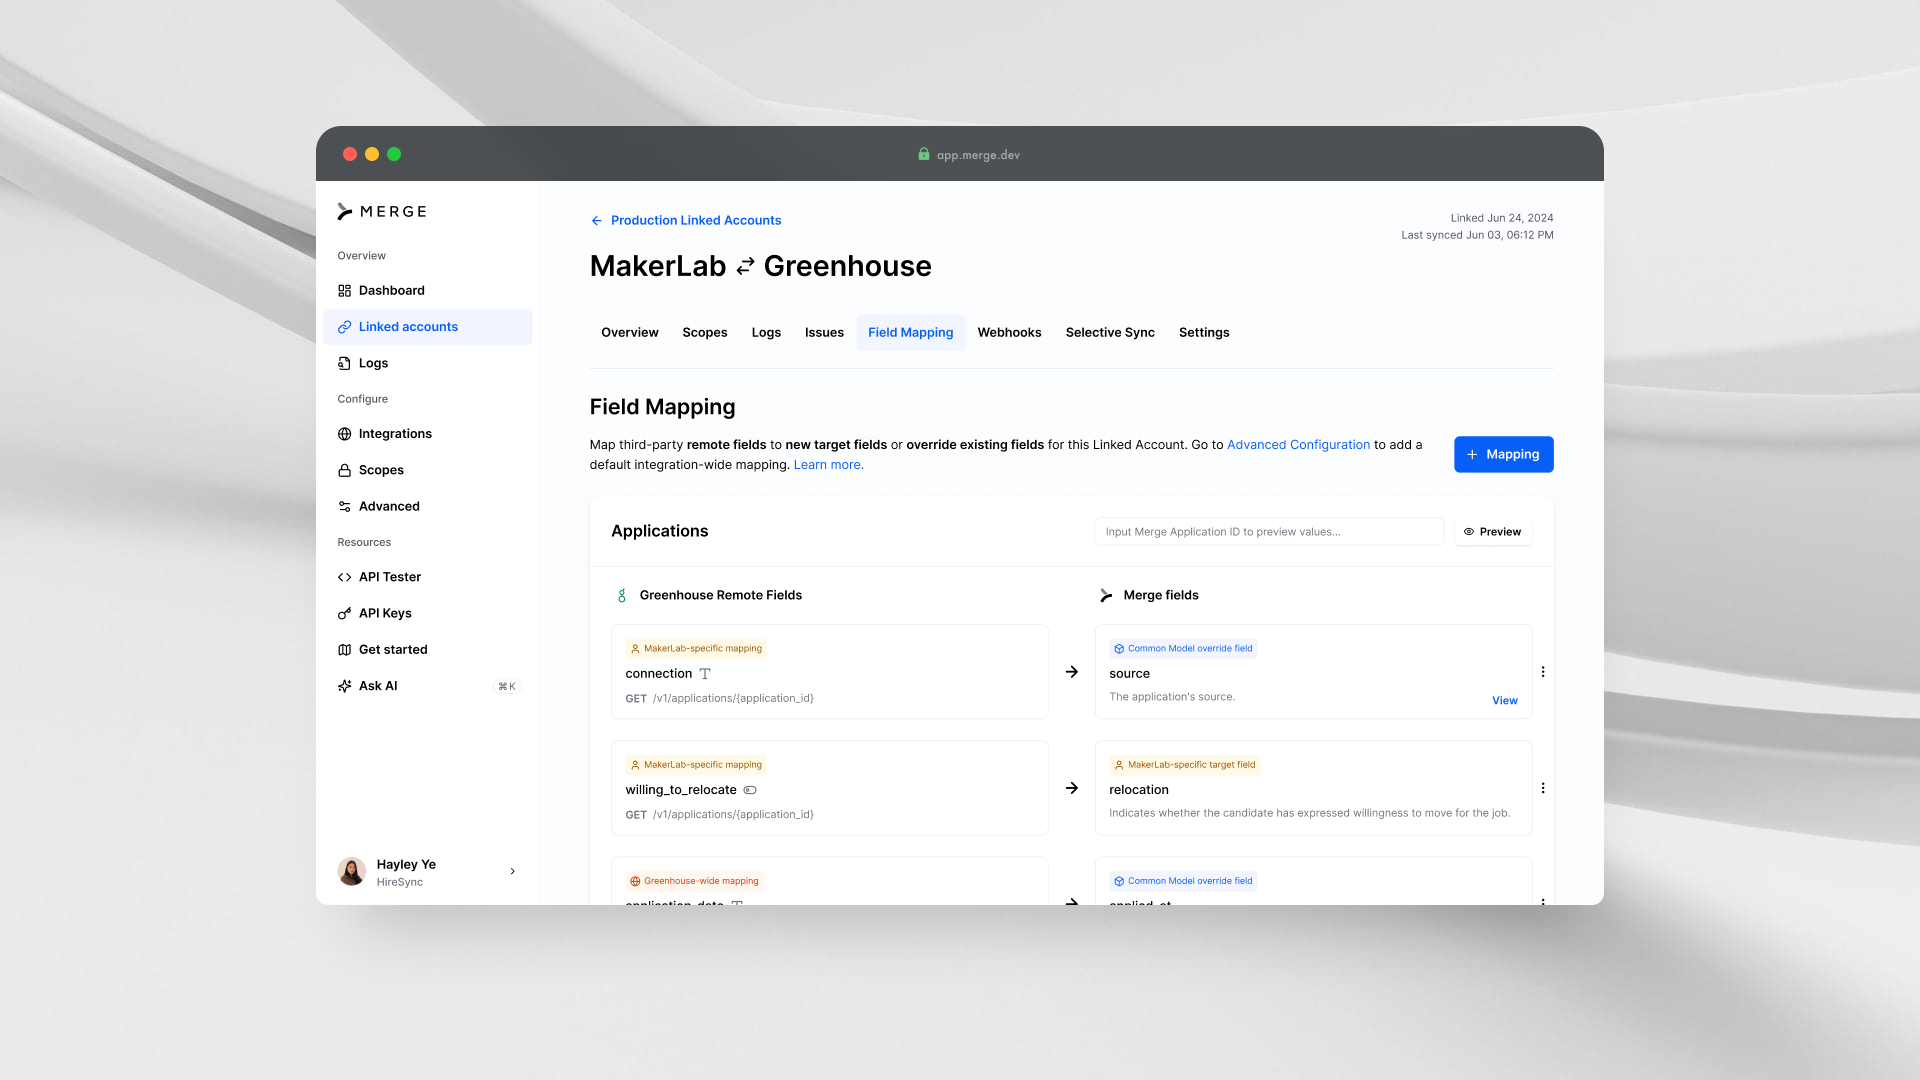 app.merge.dev
MERGE
Overview
Dashboard
Linked accounts
Logs
Configure
Integrations
Scopes
Advanced
Resources
API Tester
API Keys
Get started
Ask AI ⌘ K
Hayley Ye
HireSync
Production Linked Accounts
Linked Jun 24, 2024
Last synced Jun 03, 06:12 PM
MakerLab Greenhouse
Overview Scopes Logs Issues Field Mapping Webhooks Selective Sync Settings
Field Mapping
Map third-party remote fields to new target fields or override existing fields for this Linked Account. Go to Advanced Configuration to add a
default integration-wide mapping. Learn more.
+ Mapping
Applications
Input Merge Application ID to preview values...
Preview
Greenhouse Remote Fields
Merge fields
MakerLab-specific mapping
connection
GET /v1/applications/{application_id}
Common Model override field
source
The application's source.
View
MakerLab-specific mapping
willing_to_relocate
GET /v1/applications/{application_id}
MakerLab-specific target field
relocation
Indicates whether the candidate has expressed willingness to move for the job.
Greenhouse-wide mapping
application_date
Common Model override field
applied_at